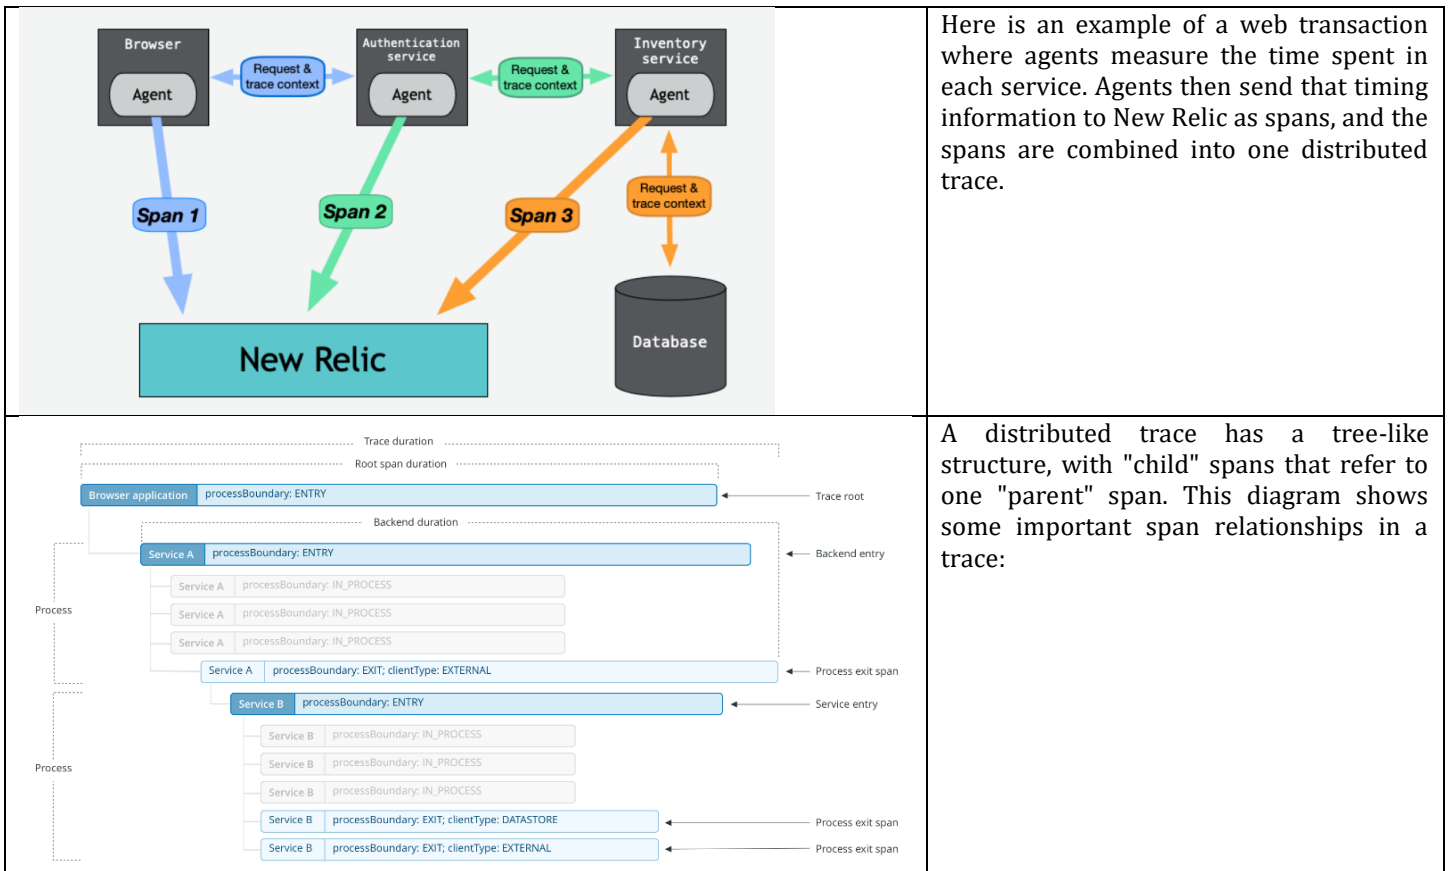 Browser
Agent
Request &
trace context
Authentication
service
Agent
Request &
trace context
Inventory
service
Agent
Span 1
Span 2
Span 3
Request &
trace context
New Relic
Database
Here is an example of a web transaction
where agents measure the time spent in
each service. Agents then send that timing
information to New Relic as spans, and the
spans are combined into one distributed
trace.
Trace duration
Root span duration
Browser application processBoundary: ENTRY
Trace root
Backend duration
Service A processBoundary: ENTRY
Backend entry
Service A processBoundary: IN_PROCESS
Process
Service A processBoundary: IN_PROCESS
Service A processBoundary: IN_PROCESS
Service A processBoundary: EXIT; clientType: EXTERNAL
Process exit span
Service B processBoundary: ENTRY
Service entry
Service B processBoundary: IN_PROCESS
Process
Service B processBoundary: IN_PROCESS
Service B processBoundary: IN_PROCESS
Service B processBoundary: EXIT; clientType: DATASTORE
Process exit span
Service B processBoundary: EXIT; clientType: EXTERNAL
Process exit span
A distributed trace has a tree-like
structure, with "child" spans that refer to
one "parent" span. This diagram shows
some important span relationships in a
trace: